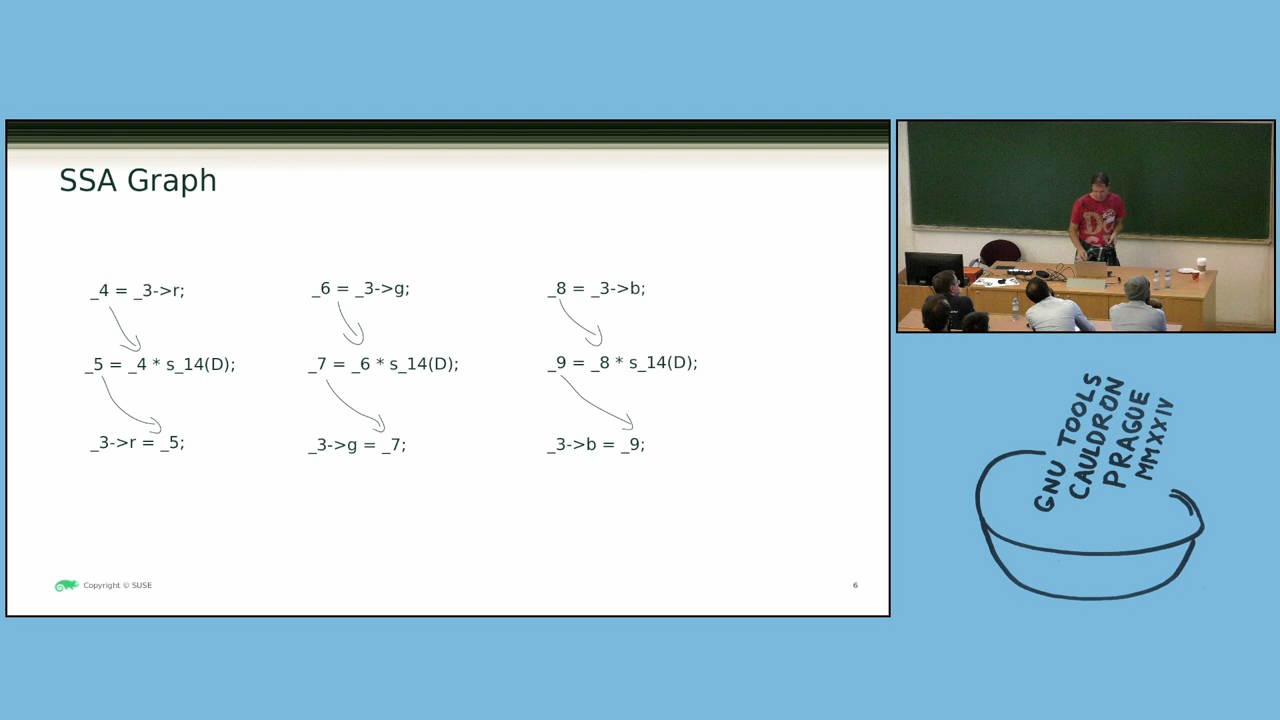 SSA Graph
_4 = _3->r;
_6 = _3->g;
_8 = _3->b;
_5 = _4 * s_14(D);
_7 = _6 * s_14(D);
_9 = _8 * s_14(D);
_3->r = _5;
_3->g = _7;
_3->b = _9;
Copyright © SUSE
6
GNU TOOLS
CAULDRON
PRAGUE
MMXXIV